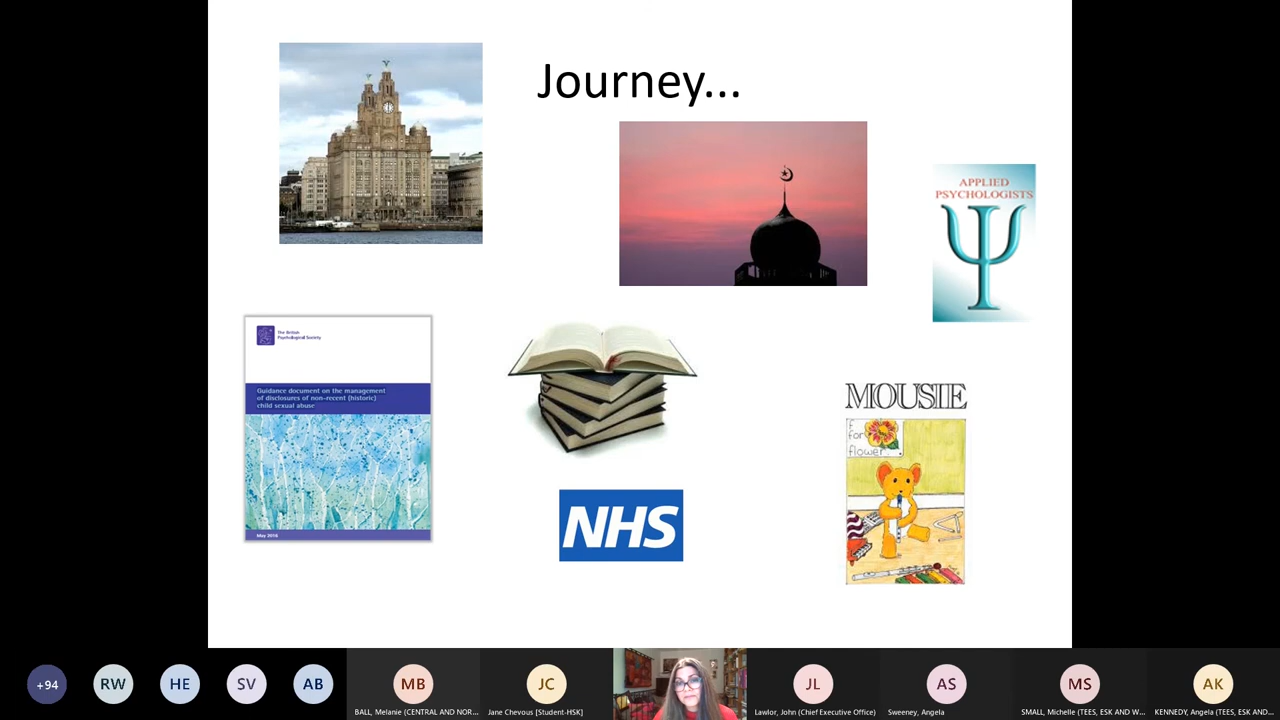 Journey...
APPLIED
PSYCHOLOGISTS
The British
Psychological Society
Guidance document on the management
of disclosures of non-recent (historic)
child sexual abuse
May 2016
MOUSIE
f
for
flower.
NHS
+94
RW
HE
SV
AB
MB
JC
JL
AS
MS
AK
BALL, Melanie (CENTRAL AND NOR...
Jane Chevous [Student-HSK]
Lawlor, John (Chief Executive Office)
Sweeney, Angela
SMALL, Michelle (TEES, ESK AND W...
KENNEDY, Angela (TEES, ESK AND...